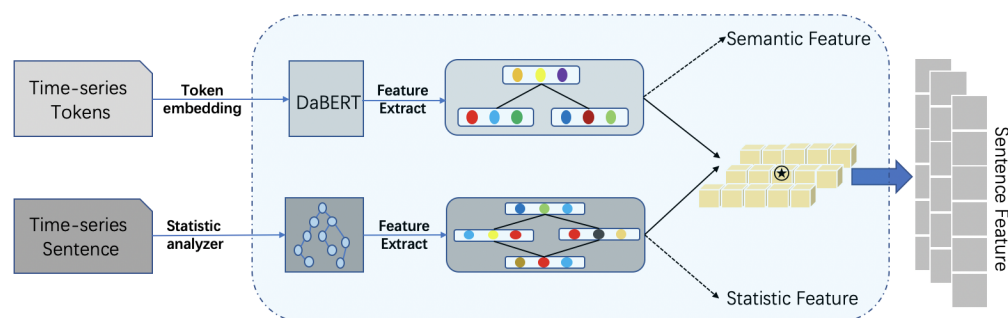 Semantic Feature
Time-series
Tokens
Token
embedding
DaBERT
Feature
Extract
Time-series
Sentence
Statistic
analyzer
Feature
Extract
Statistic Feature
Sentence Feature